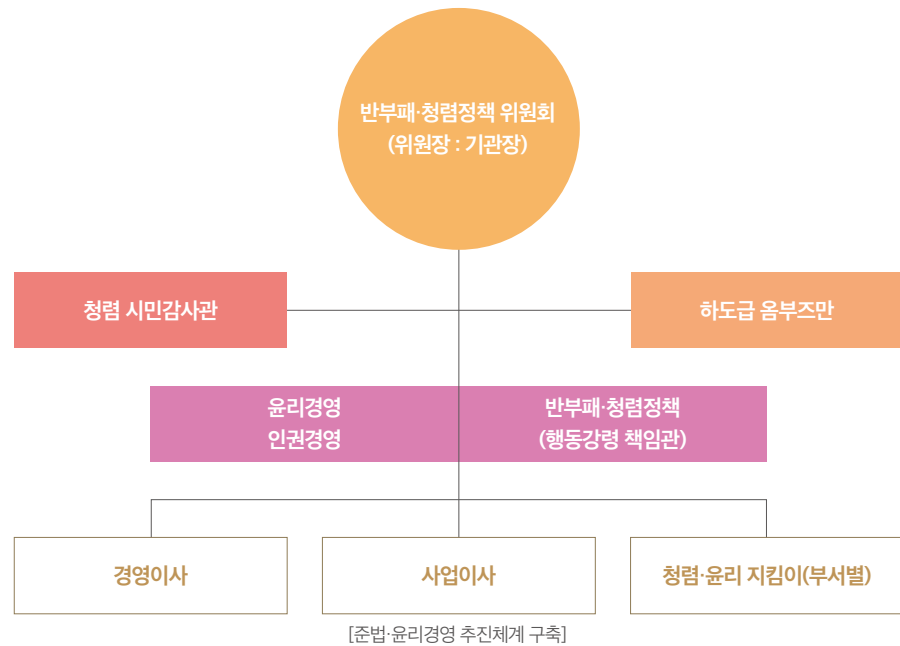 반부패·청렴정책 위원회
(위원장 : 기관장)
청렴 시민감사관
하도급 옴부즈만
윤리경영
인권경영
반부패·청렴정책
(행동강령 책임관)
경영이사
사업이사
청렴·윤리 지킴이(부서별)
[준법·윤리경영 추진체계 구축]